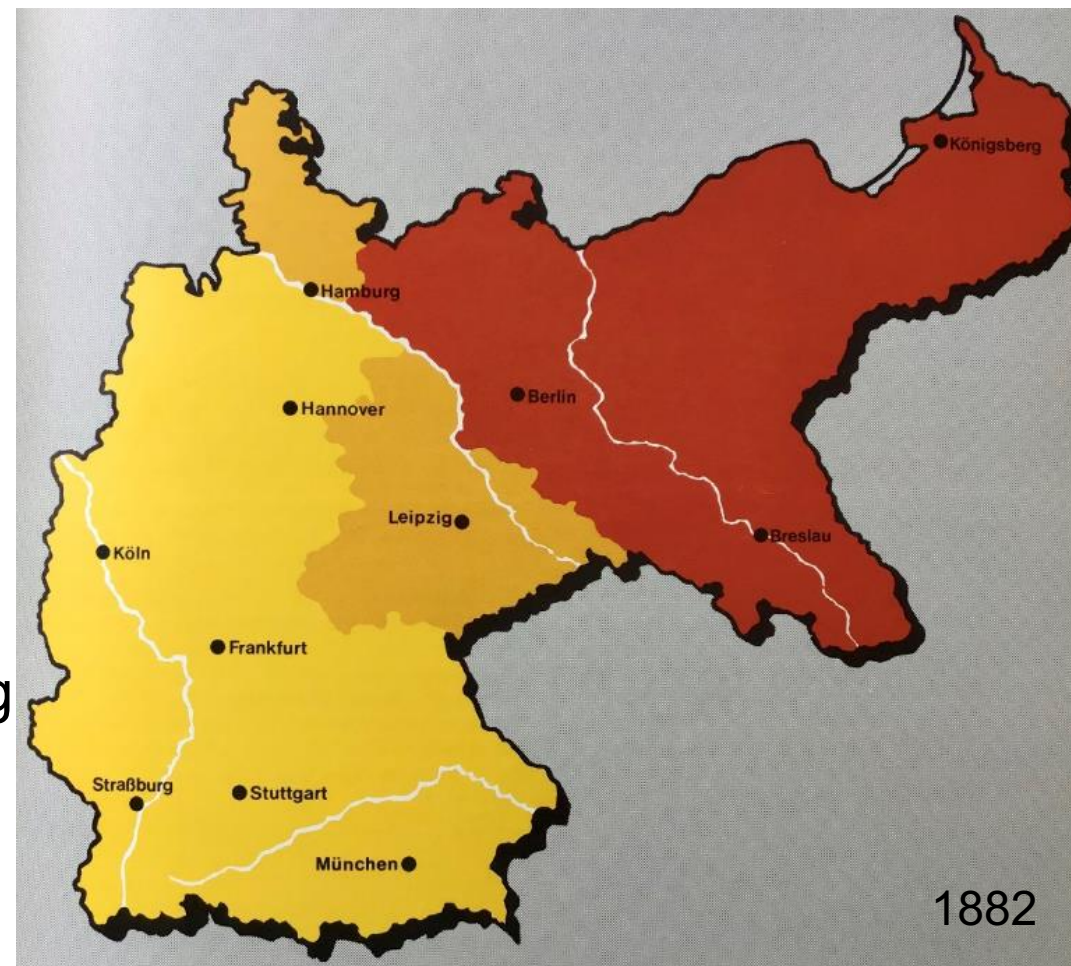 Königsberg
Hamburg
Berlin
Hannover
Leipzig
Breslau
Köln
Frankfurt
g
Straßburg
Stuttgart
München
1882